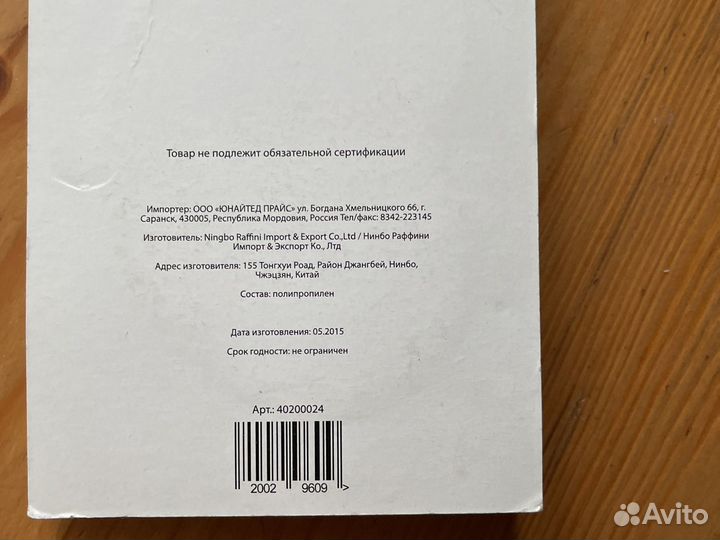 Товар не подлежит обязательной сертификации
Импортер: ООО «ЮНАЙТЕД ПРАЙС» ул. Богдана Хмельницкого 66, г.
Саранск, 430005, Республика Мордовия, Россия Тел/факс: 8342-223145
Изготовитель: Ningbo Raffini Import & Export Co.,Ltd / Нинбо Раффини
Импорт & Экспорт Ко., Лтд
Адрес изготовителя: 155 Тонгхуи Роад, Район Джангбей, Нинбо,
Чжэцзян, Китай
Состав: полипропилен
Дата изготовления: 05.2015
Срок годности: не ограничен
Арт.: 40200024
2002 9609 >
Avito